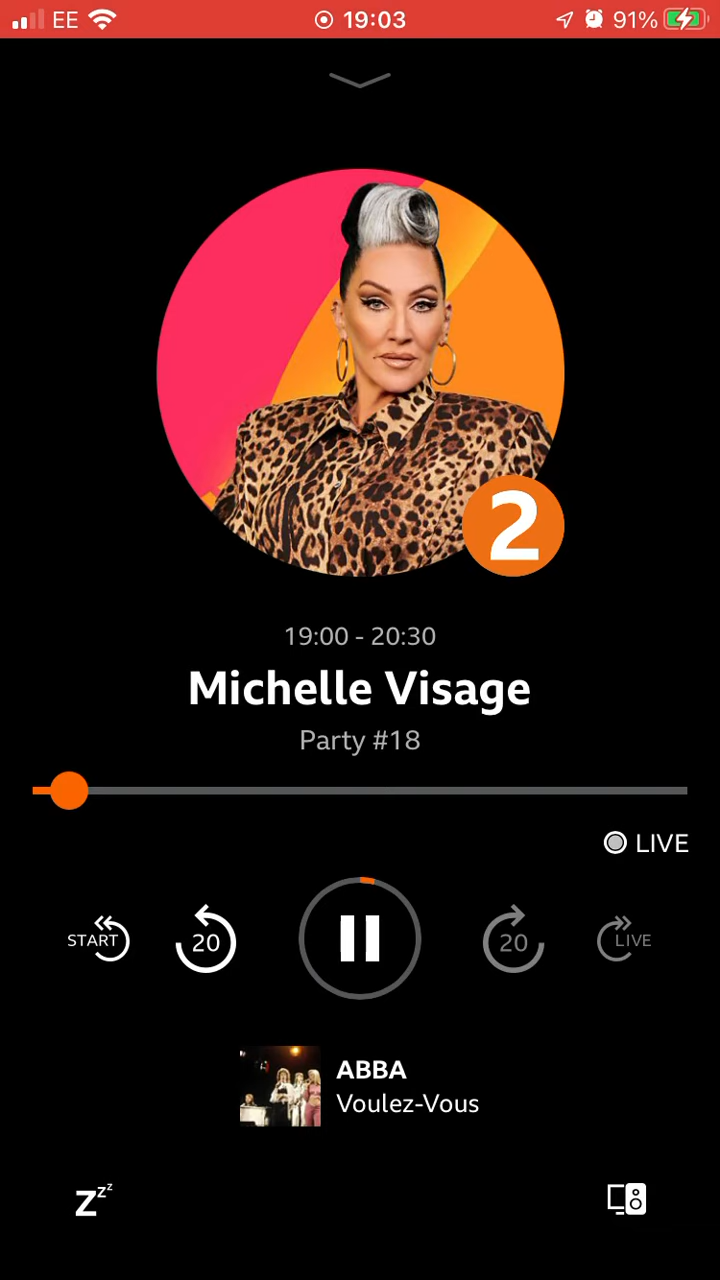 EE 19:03 91%
2
19:00 - 20:30
Michelle Visage
Party #18
LIVE
START 20 20 LIVE
ABBA
Voulez-Vous
Zzz